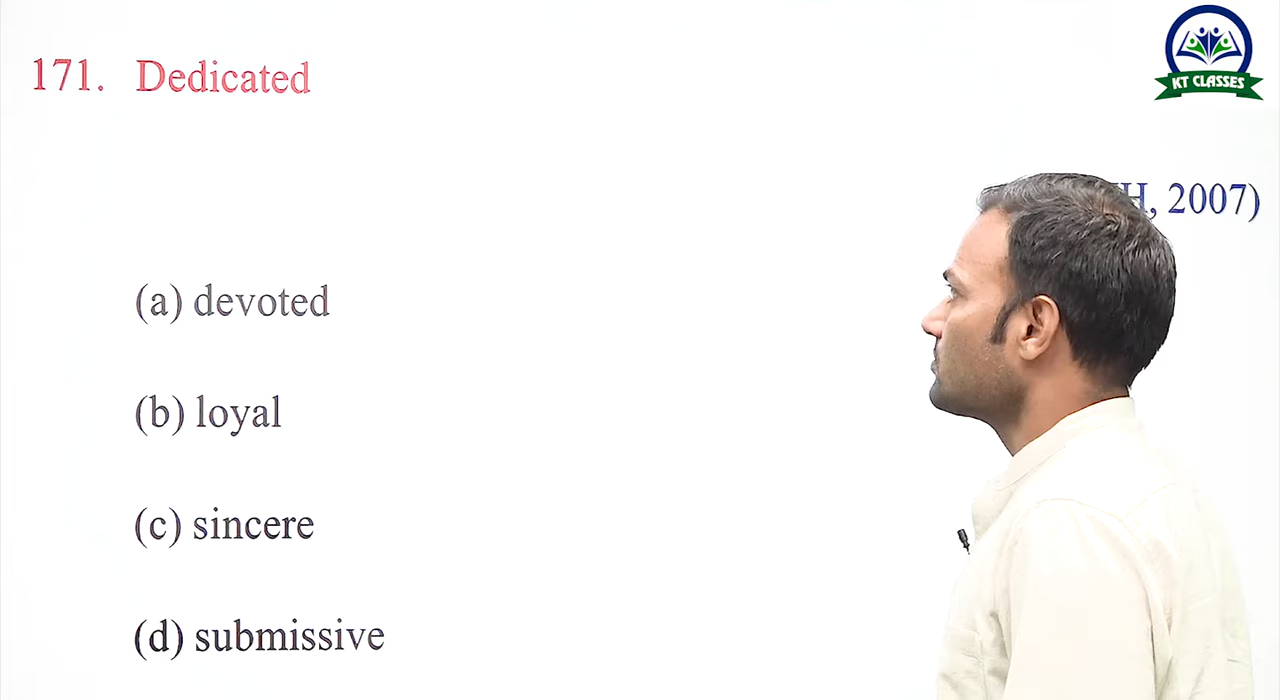 KT CLASSES
171. Dedicated
H, 2007)
(a) devoted
(b) loyal
(c) sincere
(d) submissive